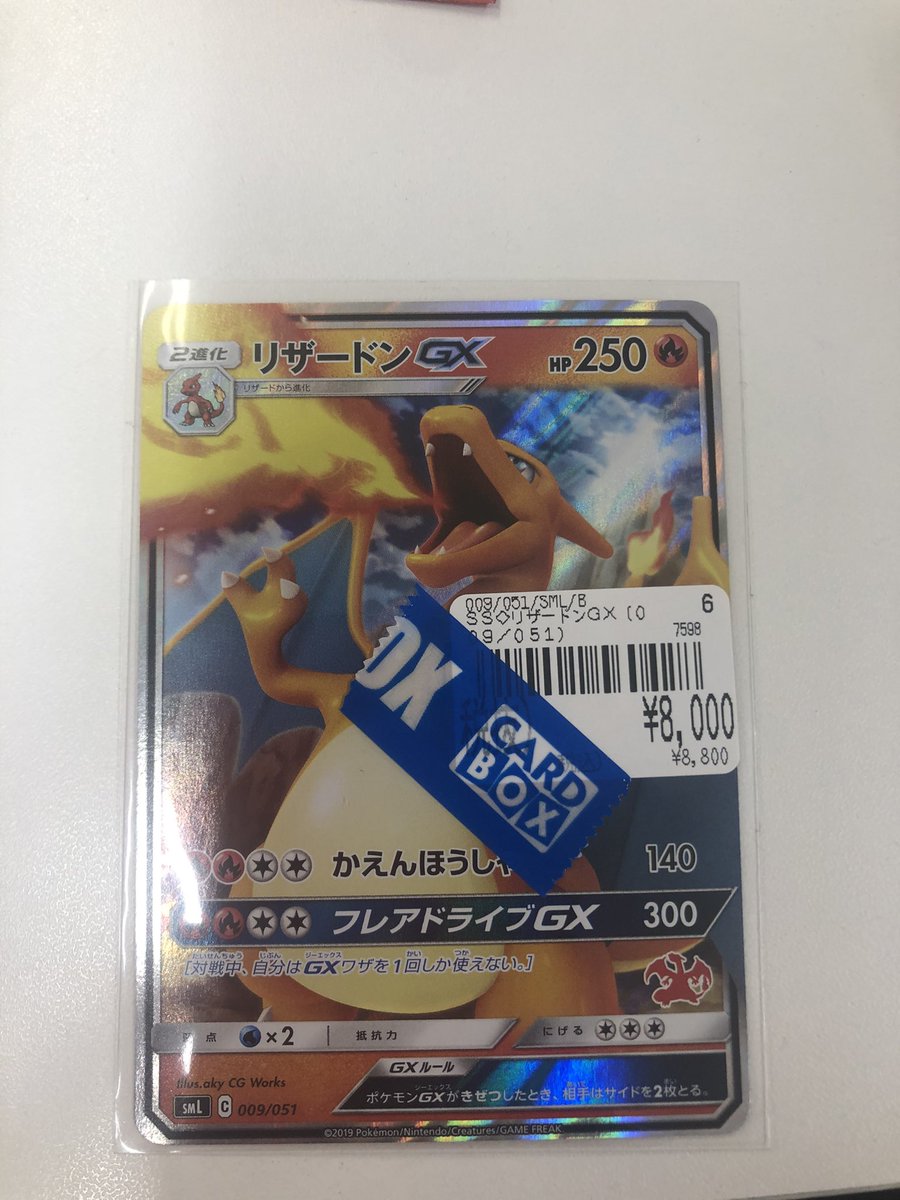 2進化 リザードンGX HP250
リザードから進化
009/051/SML/B 6
SS◇リザードンGX(0
09/051) 7598
¥8,000
¥8,800
OX
CARD
BOX
かえんほうし 140
フレアドライブGX 300
[対戦中、自分はGXワザを1回しか使えない。]
点 ×2 抵抗力 にげる
GXルール
ポケモンGXがきぜつしたとき、相手はサイドを2枚とる。
Illus.aky CG Works
SML C 009/051
©2019 Pokémon/Nintendo/Creatures/GAME FREAK